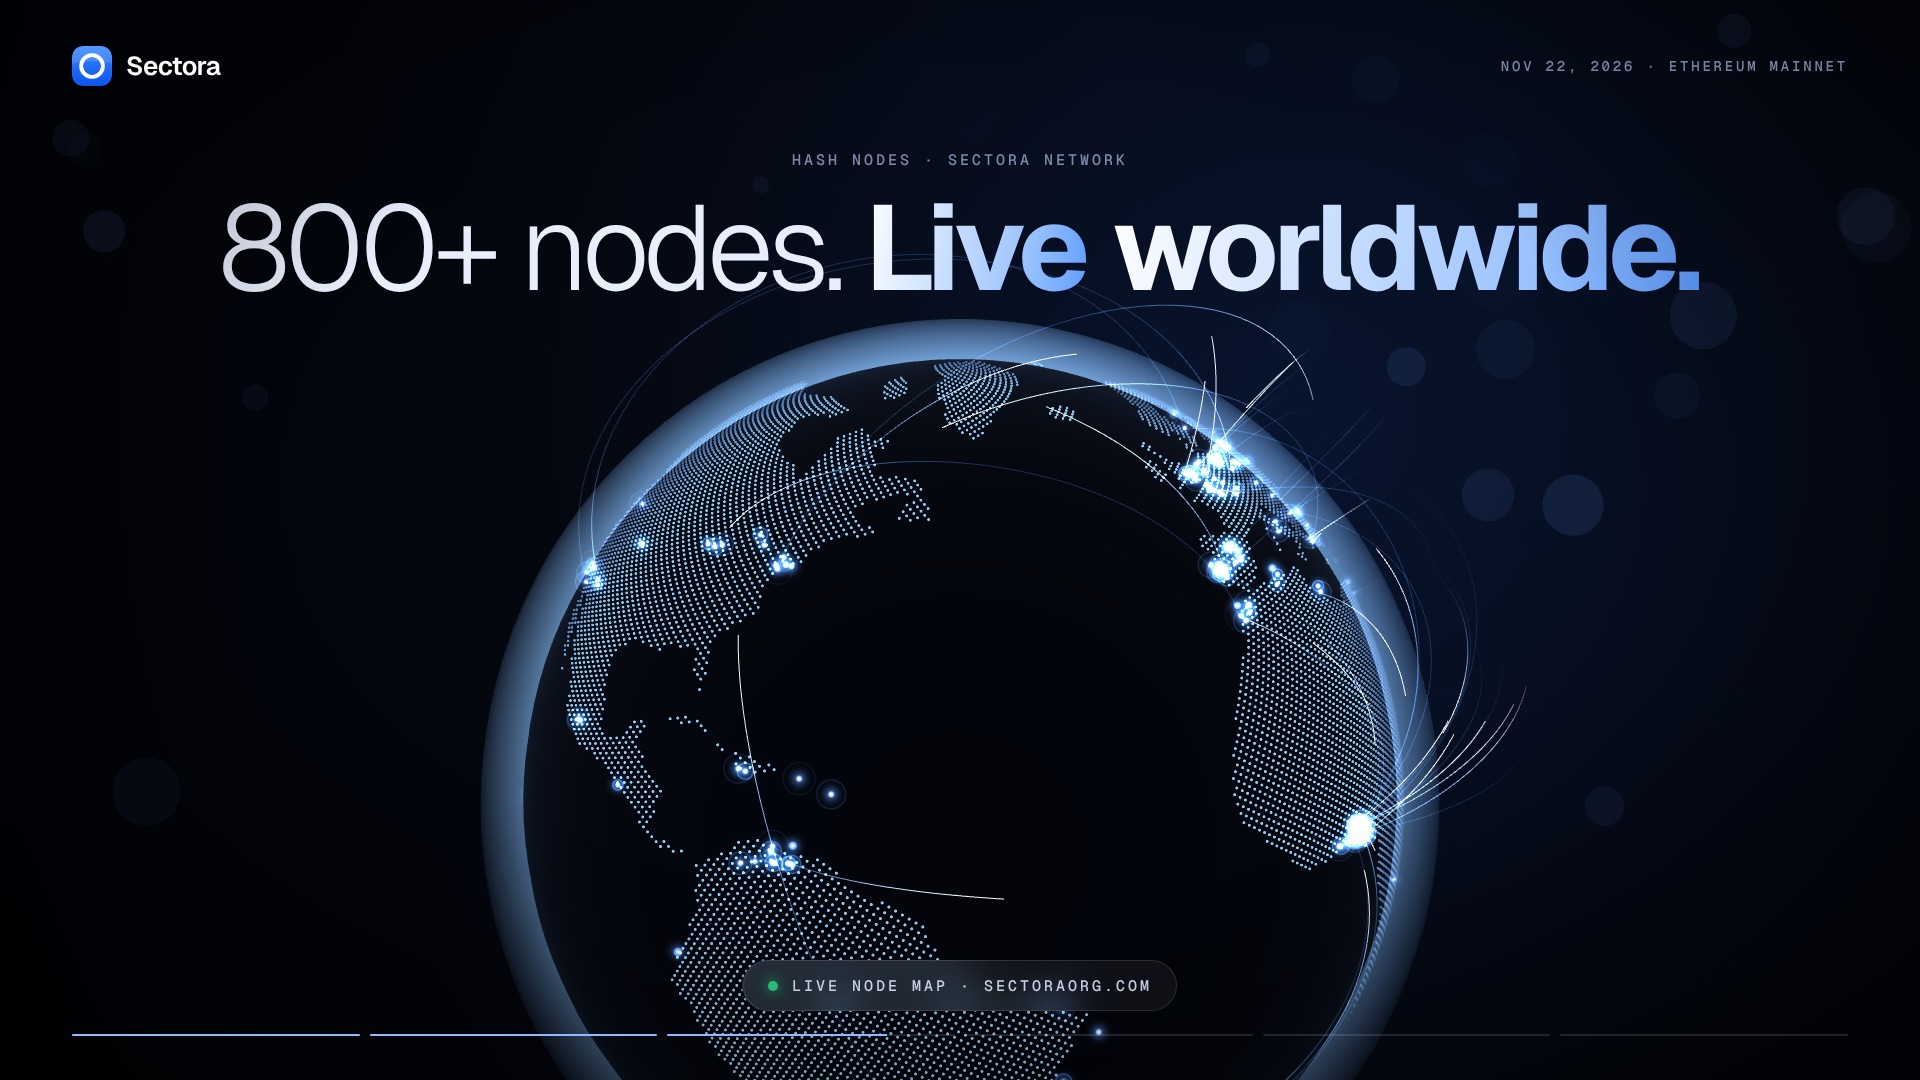 Sectora
NOV 22, 2026 · ETHEREUM MAINNET
HASH NODES · SECTORA NETWORK
800+ nodes. Live worldwide.
LIVE NODE MAP · SECTORAORG.COM